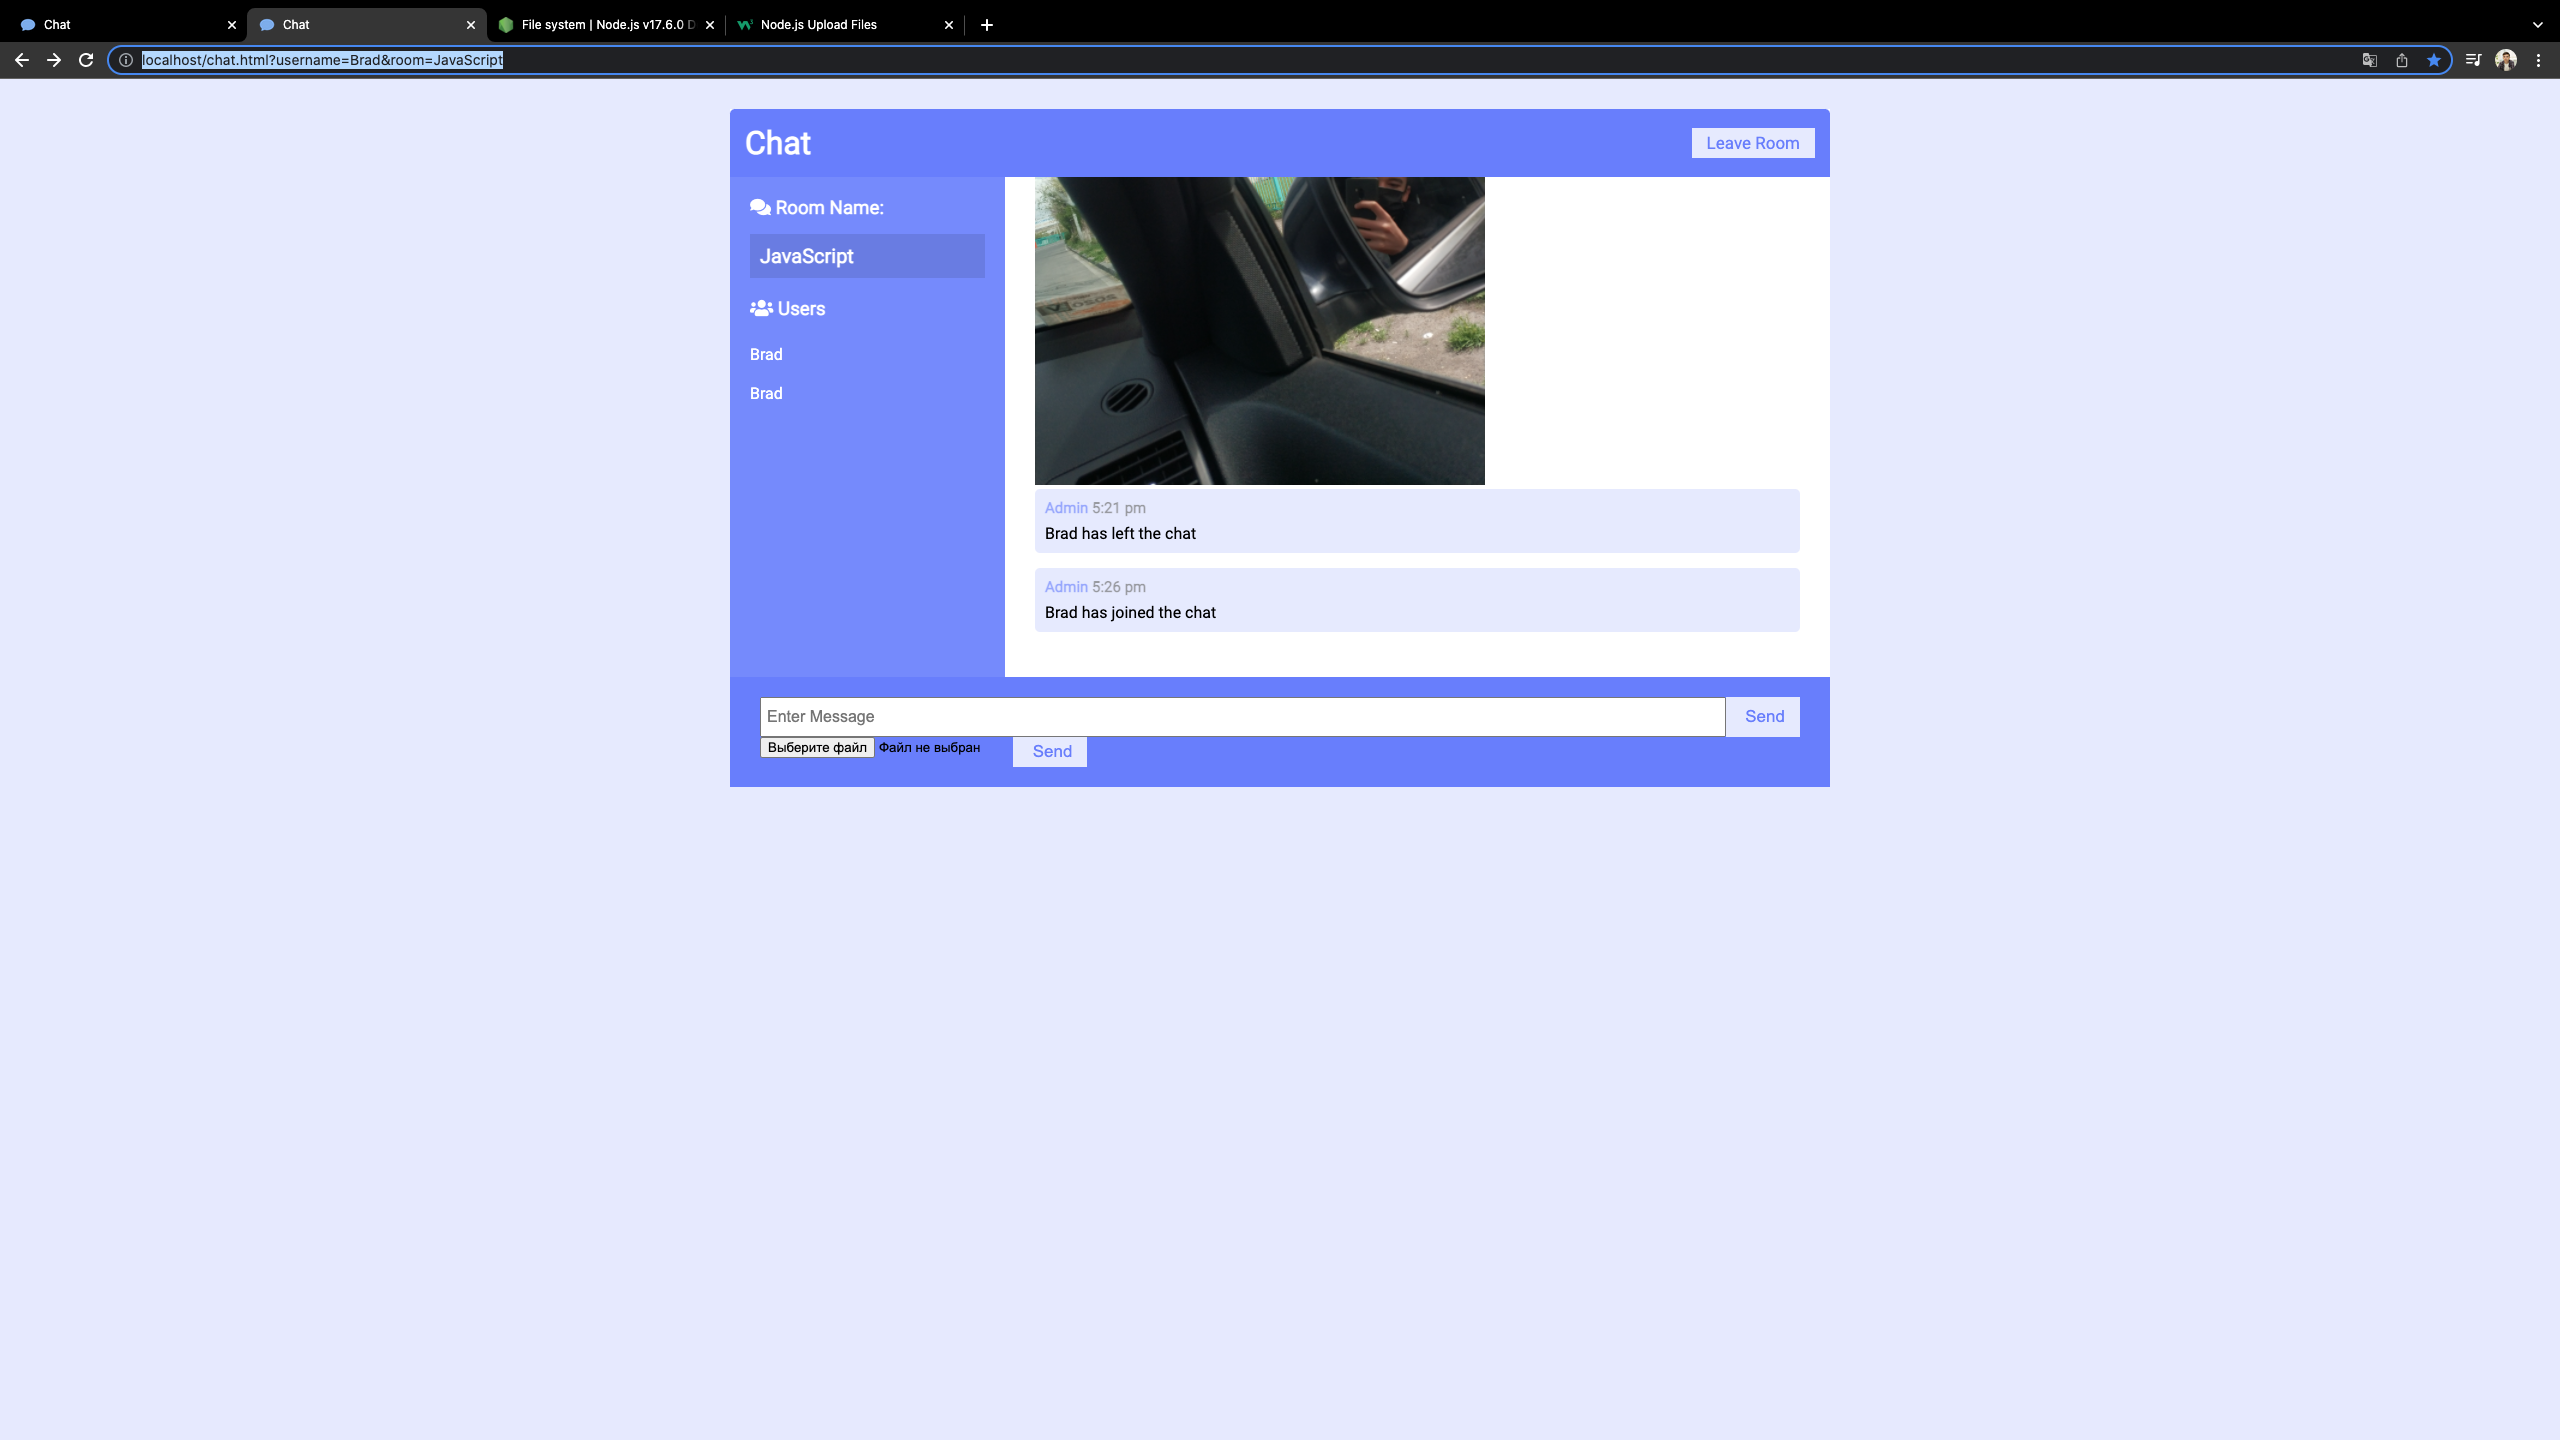 Chat
Chat
File system | Node.js v17.6.0 D
Node.js Upload Files
localhost/chat.html?username=Brad&room=JavaScript
Chat
Leave Room
Room Name:
JavaScript
Users
Brad
Brad
Admin 5:21 pm
Brad has left the chat
Admin 5:26 pm
Brad has joined the chat
Enter Message
Send
Выберите файл
Файл не выбран
Send